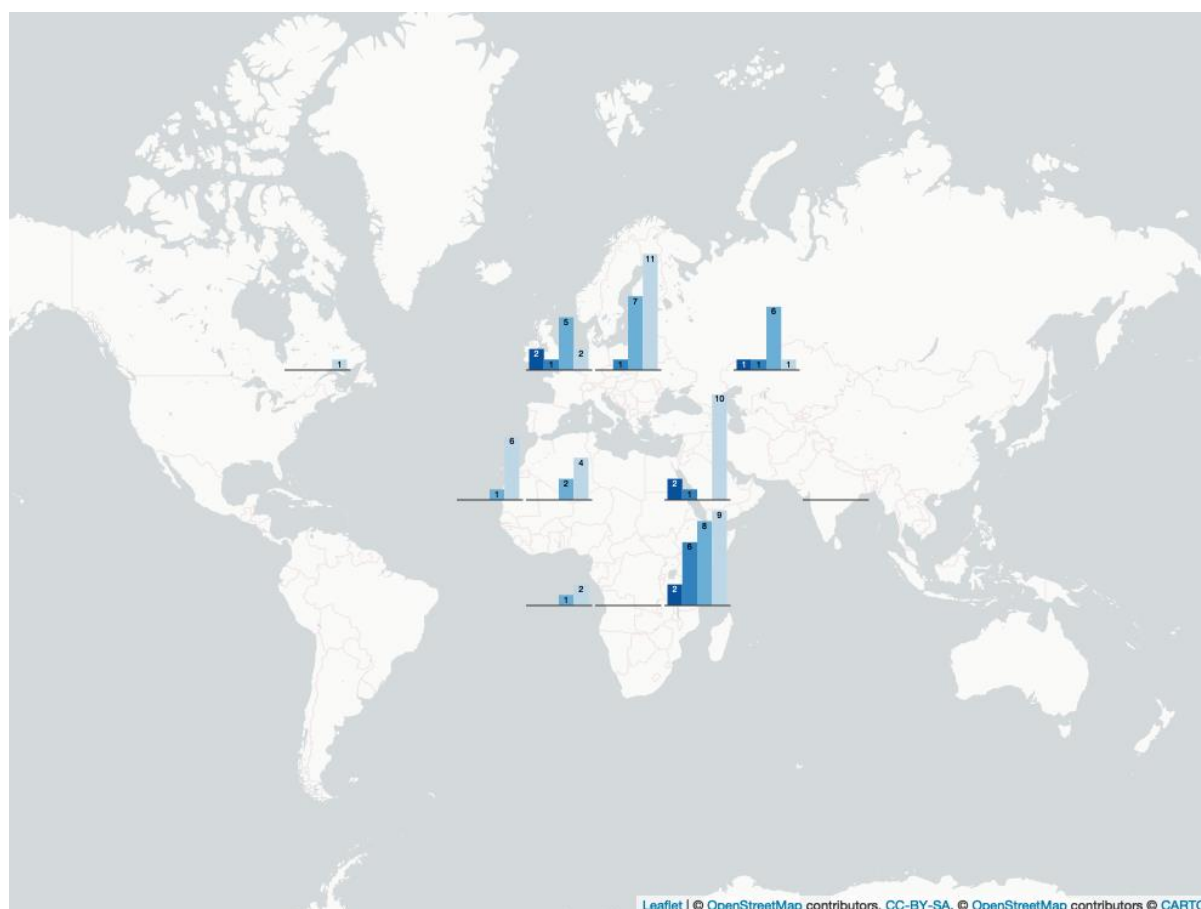 1
2 1 5 2
1 7 11
1 1 6 1
1 6
2 4
2 1 10
1 2
2 6 8 9
Leaflet | © OpenStreetMap contributors, CC-BY-SA, © OpenStreetMap contributors © CARTO